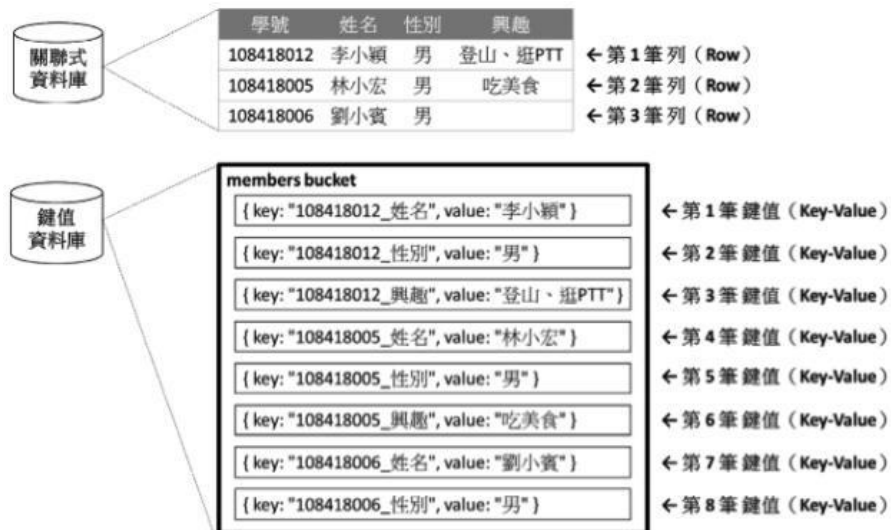 關聯式
資料庫
學號 姓名 性別 興趣
108418012 李小穎 男 登山、逛PTT ←第1筆列(Row)
108418005 林小宏 男 吃美食 ←第2筆列(Row)
108418006 劉小賓 男 ←第3筆列(Row)
鍵值
資料庫
members bucket
{ key: "108418012_姓名", value: "李小穎" } ←第1筆鍵值(Key-Value)
{ key: "108418012_性別", value: "男" } ←第2筆鍵值(Key-Value)
{ key: "108418012_興趣", value: "登山、逛PTT" } ←第3筆鍵值(Key-Value)
{ key: "108418005_姓名", value: "林小宏" } ←第4筆鍵值(Key-Value)
{ key: "108418005_性別", value: "男" } ←第5筆鍵值(Key-Value)
{ key: "108418005_興趣", value: "吃美食" } ←第6筆鍵值(Key-Value)
{ key: "108418006_姓名", value: "劉小賓" } ←第7筆鍵值(Key-Value)
{ key: "108418006_性別", value: "男" } ←第8筆鍵值(Key-Value)